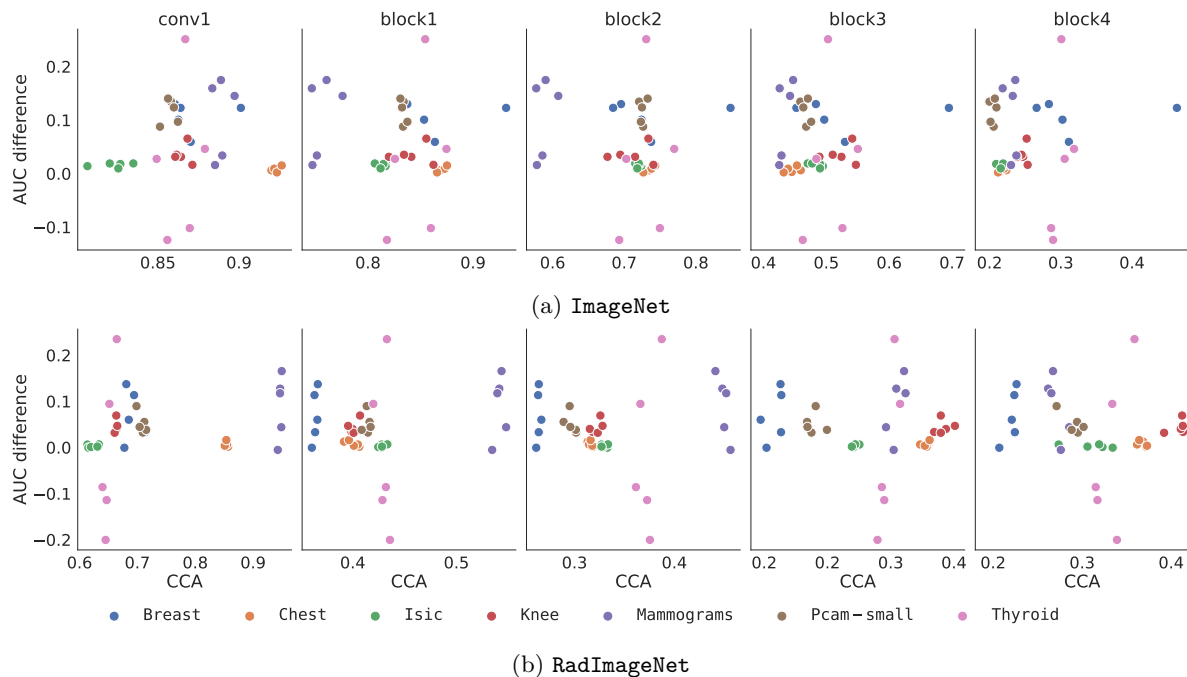 conv1 block1 block2 block3 block4
AUC difference
0.2
0.1
0.0
−0.1
0.85 0.9 0.8 0.9 0.6 0.7 0.8 0.4 0.5 0.6 0.7 0.2 0.3 0.4
(a) ImageNet
AUC difference
0.2
0.1
0.0
−0.1
−0.2
0.6 0.7 0.8 0.9 0.4 0.5 0.3 0.4 0.2 0.3 0.4 0.2 0.3 0.4
CCA CCA CCA CCA CCA
Breast Chest Isic Knee Mammograms Pcam−small Thyroid
(b) RadImageNet